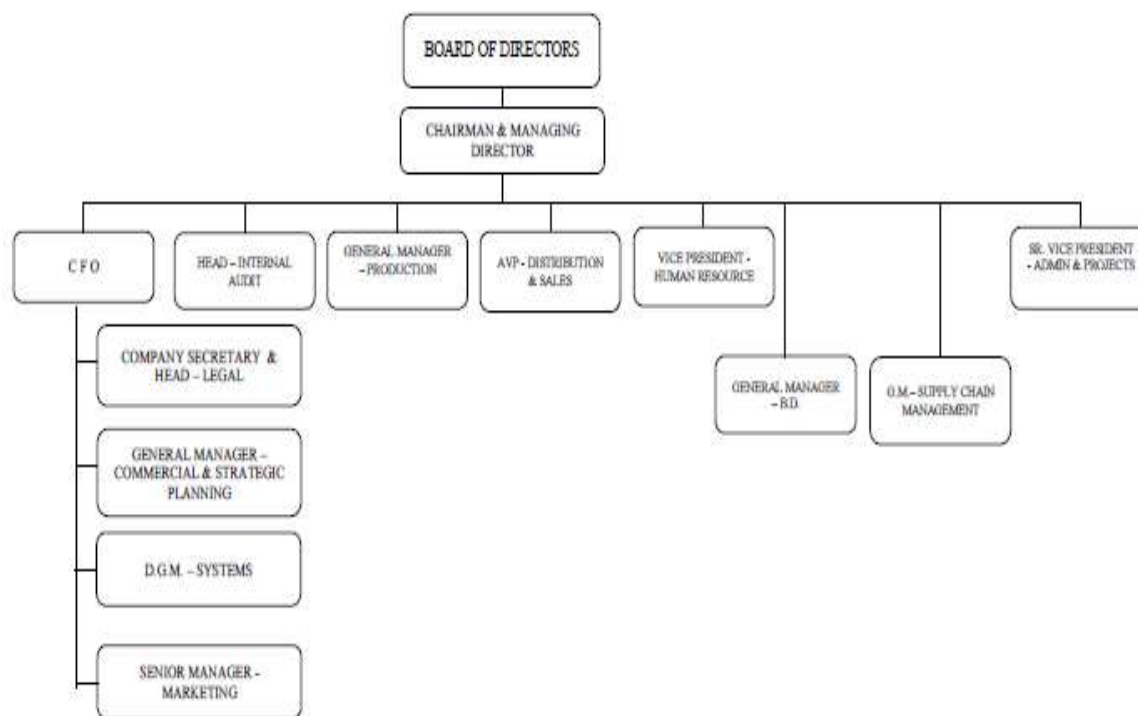 BOARD OF DIRECTORS
CHAIRMAN & MANAGING
DIRECTOR
C F O
HEAD – INTERNAL
AUDIT
GENERAL MANAGER
– PRODUCTION
AVP - DISTRIBUTION
& SALES
VICE PRESIDENT -
HUMAN RESOURCE
SR. VICE PRESIDENT
- ADMIN & PROJECTS
COMPANY SECRETARY &
HEAD – LEGAL
GENERAL MANAGER
– B.D.
G.M.– SUPPLY CHAIN
MANAGEMENT
GENERAL MANAGER –
COMMERCIAL & STRATEGIC
PLANNING
D.G.M. – SYSTEMS
SENIOR MANAGER -
MARKETING